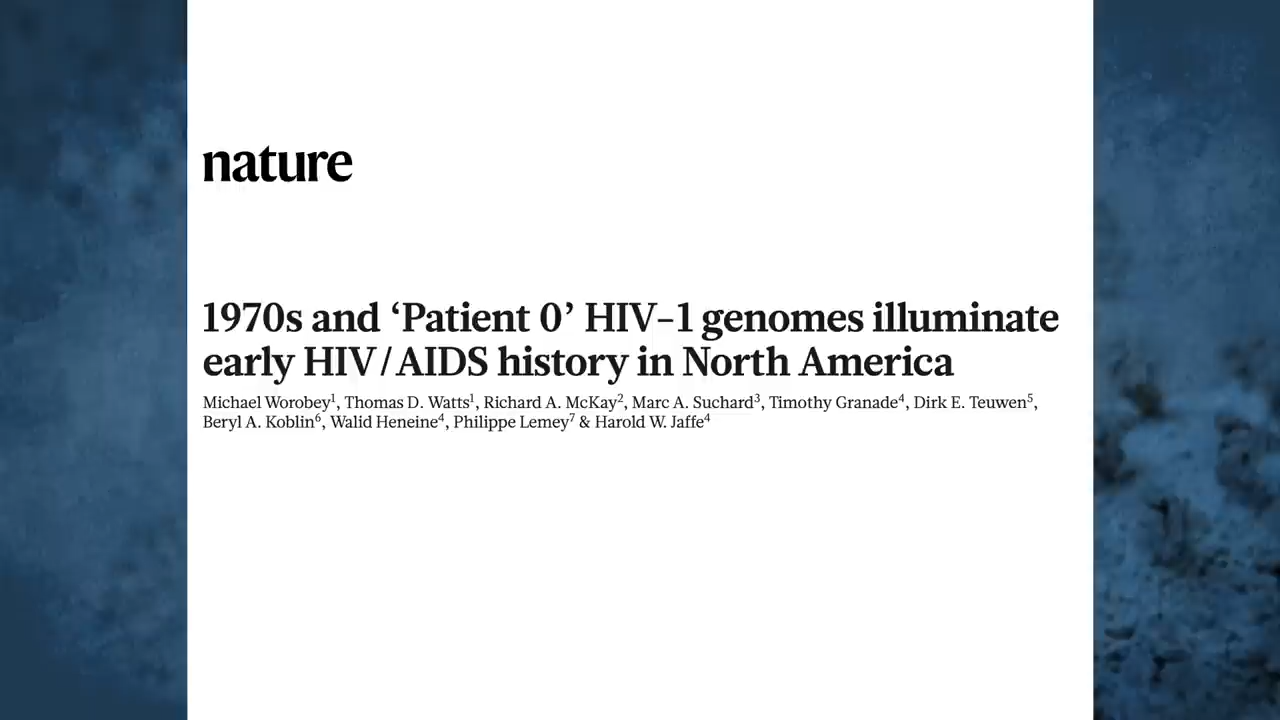 nature
1970s and ‘Patient 0’ HIV–1 genomes illuminate
early HIV/AIDS history in North America
Michael Worobey¹, Thomas D. Watts¹, Richard A. McKay², Marc A. Suchard³, Timothy Granade⁴, Dirk E. Teuwen⁵,
Beryl A. Koblin⁶, Walid Heneine⁴, Philippe Lemey⁷ & Harold W. Jaffe⁴